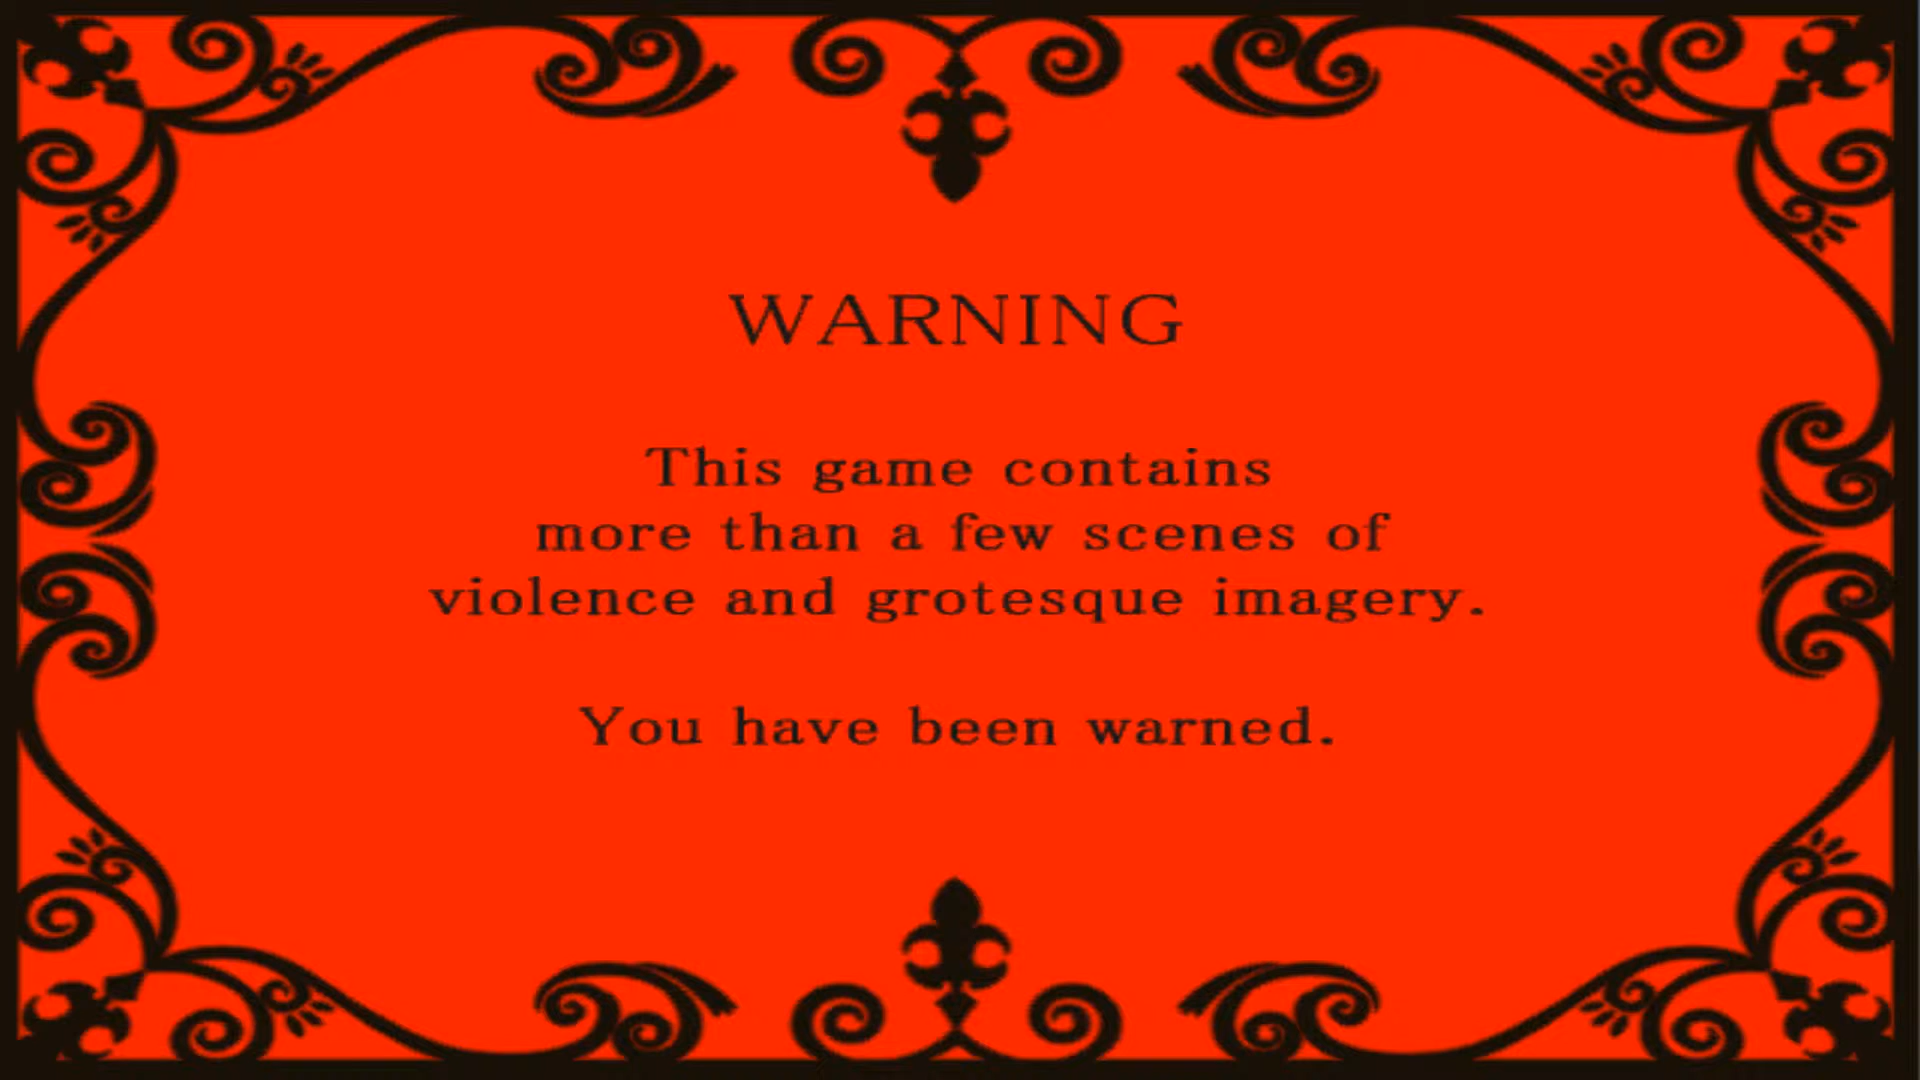 WARNING
This game contains
more than a few scenes of
violence and grotesque imagery.
You have been warned.